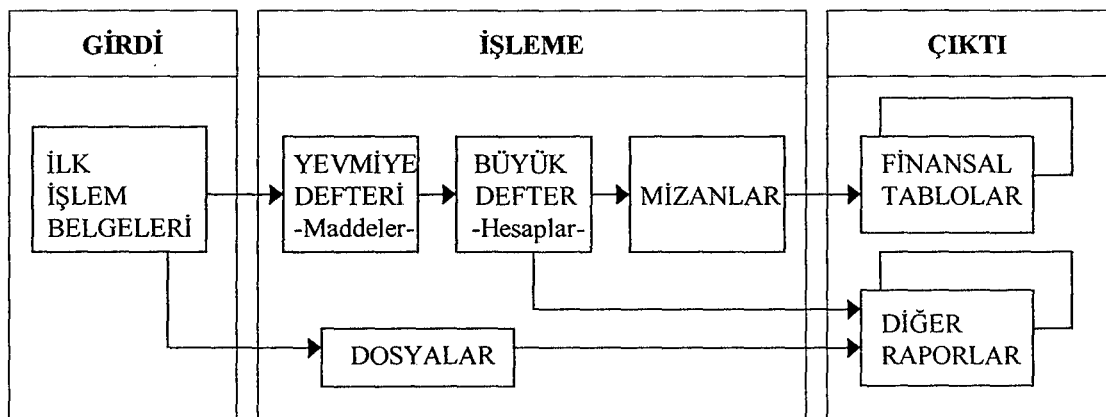 GİRDİ
İŞLEME
ÇIKTI
İLK
İŞLEM
BELGELERİ
YEVMİYE
DEFTERİ
-Maddeler-
BÜYÜK
DEFTER
-Hesaplar-
MİZANLAR
FİNANSAL
TABLOLAR
DOSYALAR
DİĞER
RAPORLAR